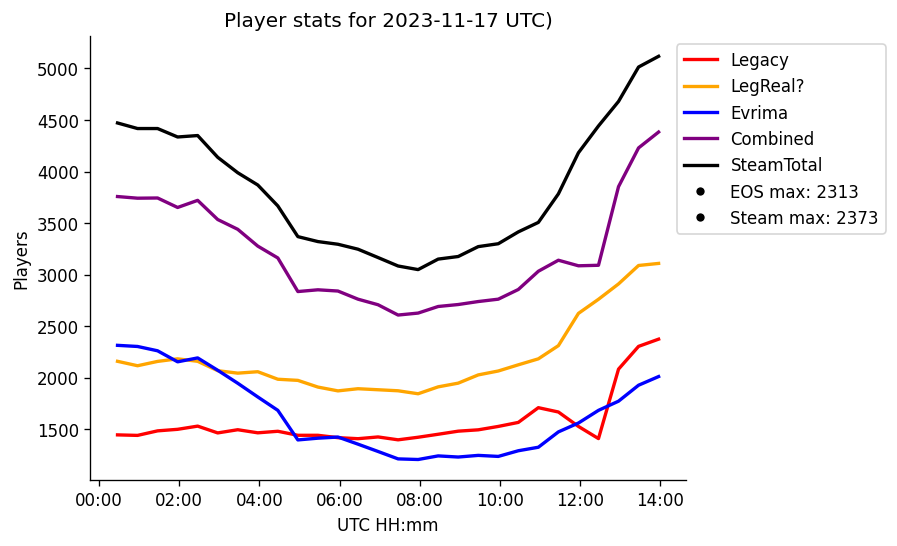 Player stats for 2023-11-17 UTC)
5000
4500
4000
3500
3000
2500
2000
1500
Players
00:00 02:00 04:00 06:00 08:00 10:00 12:00 14:00
UTC HH:mm
Legacy
LegReal?
Evrima
Combined
SteamTotal
EOS max: 2313
Steam max: 2373